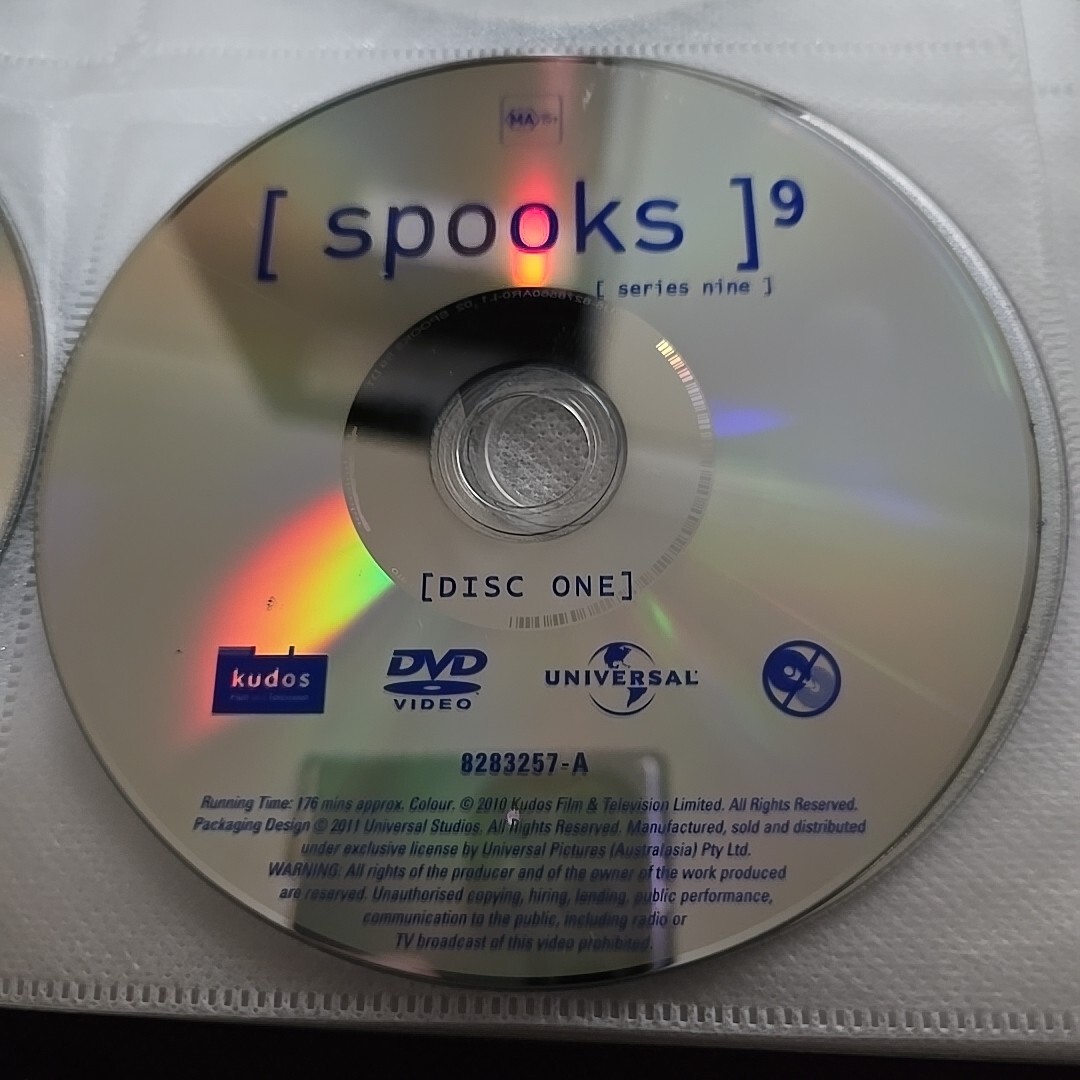 MA 15+
[ spooks ]9
[ series nine ]
[DISC ONE]
kudos
DVD
VIDEO
UNIVERSAL
8283257-A
Running Time: 176 mins approx. Colour. © 2010 Kudos Film & Television Limited. All Rights Reserved.
Packaging Design © 2011 Universal Studios. All Rights Reserved. Manufactured, sold and distributed
under exclusive license by Universal Pictures (Australasia) Pty Ltd.
WARNING: All rights of the producer and of the owner of the work produced
are reserved. Unauthorised copying, hiring, lending, public performance,
communication to the public, including radio or
TV broadcast of this video prohibited.